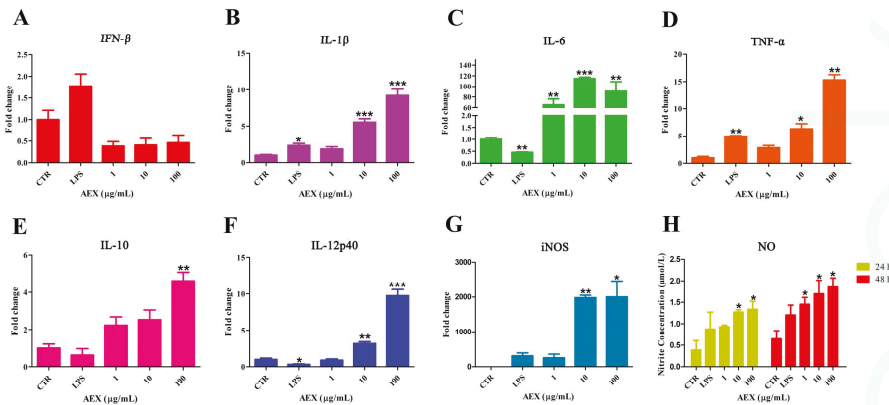 A
IFN-β
Fold change
2.5
2.0
1.5
1.0
0.5
0.0
CTR
LPS
1
10
100
AEX (μg/mL)
B
IL-1β
Fold change
15
10
5
0
*
***
***
CTR
LPS
1
10
100
AEX (μg/mL)
C
IL-6
Fold change
140
120
100
80
60
2.0
1.5
1.0
0.5
0.0
**
**
***
**
CTR
LPS
1
10
100
AEX (μg/mL)
D
TNF-α
Fold change
20
15
10
5
0
**
*
**
CTR
LPS
1
10
100
AEX (μg/mL)
E
IL-10
Fold change
6
4
2
0
**
CTR
LPS
1
10
100
AEX (μg/mL)
F
IL-12p40
Fold change
15
10
5
0
*
**
***
CTR
LPS
1
10
100
AEX (μg/mL)
G
iNOS
Fold change
3000
2000
1000
0
**
*
CTR
LPS
1
10
100
AEX (μg/mL)
H
NO
Nitrite Concentration (μmol/L)
2.5
2.0
1.5
1.0
0.5
0.0
*
*
*
*
*
CTR
LPS
1
10
100
CTR
LPS
1
10
100
AEX (μg/mL)
24 h
48 h